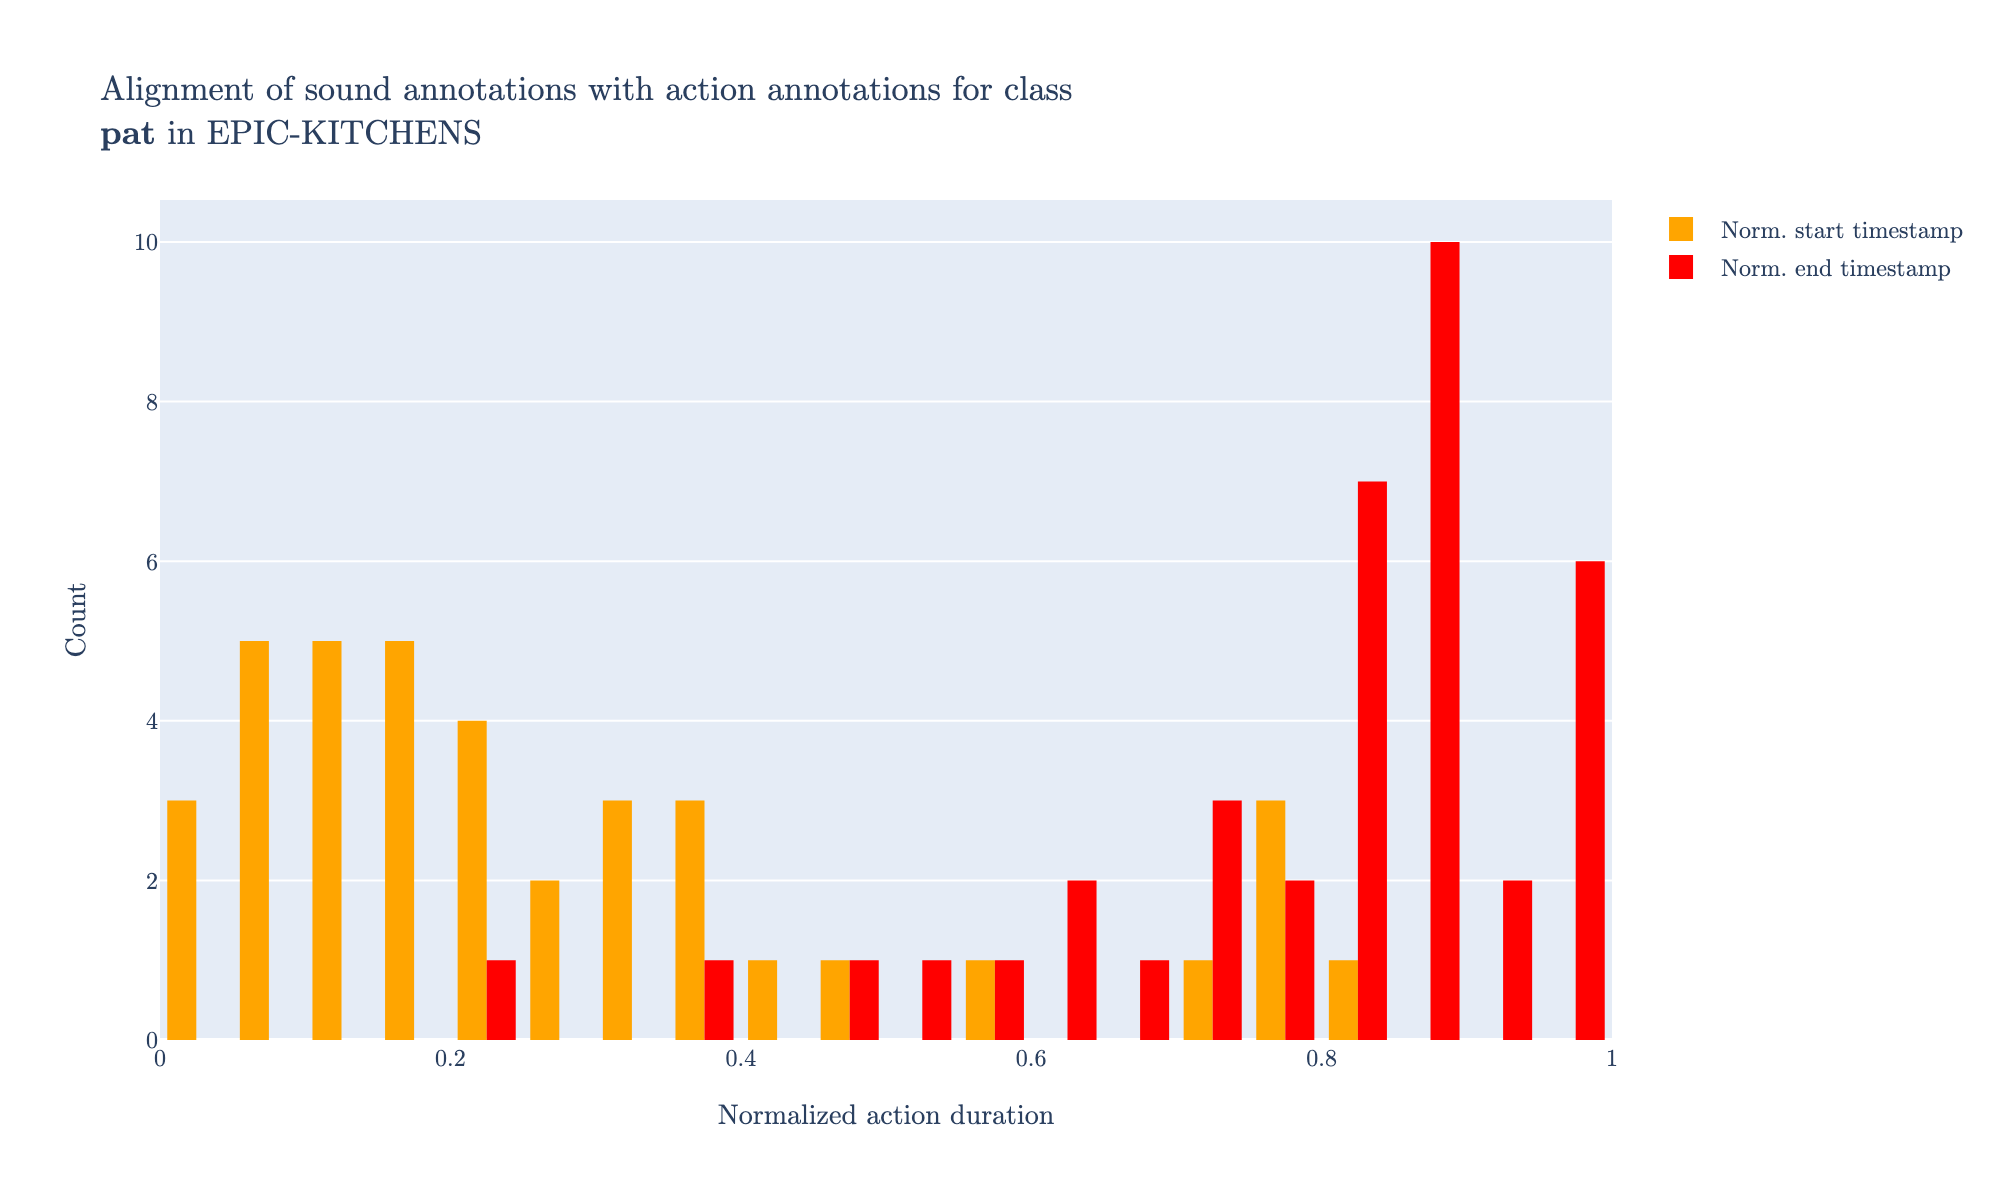 Alignment of sound annotations with action annotations for class
pat in EPIC-KITCHENS
Norm. start timestamp
Norm. end timestamp
10
8
6
4
2
0
Count
0
0.2
0.4
0.6
0.8
1
Normalized action duration